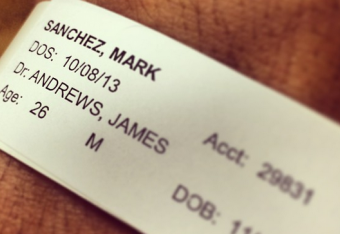 SANCHEZ, MARK
DOS: 10/08/13
Dr. ANDREWS, JAMES
Age: 26
M
Acct: 29831
DOB: